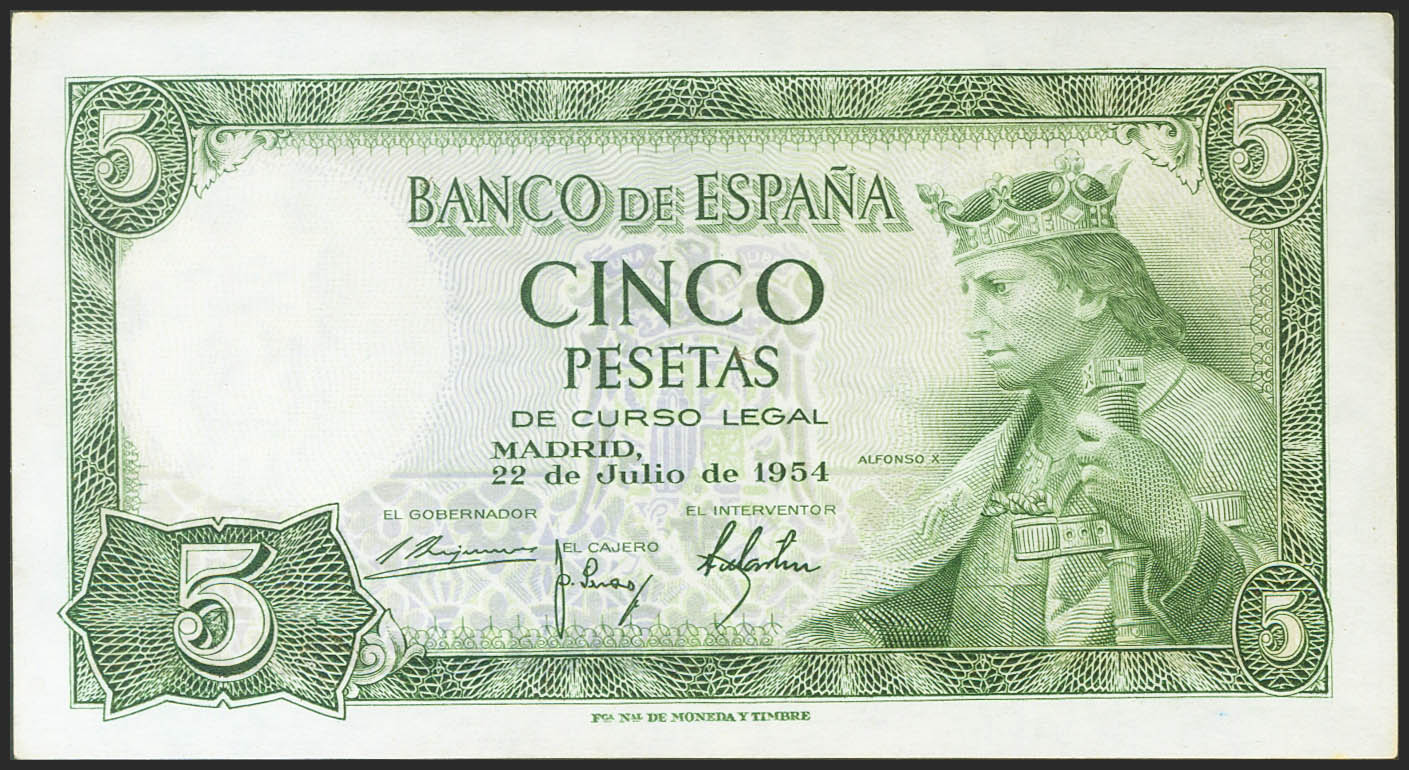 5
5
BANCO DE ESPAÑA
CINCO
PESETAS
DE CURSO LEGAL
MADRID,
22 de Julio de 1954
ALFONSO X
EL GOBERNADOR
EL INTERVENTOR
EL CAJERO
5
5
FCA NAL DE MONEDA Y TIMBRE